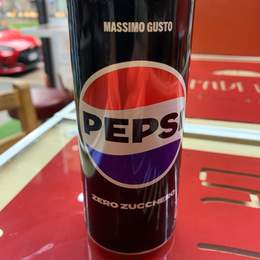 MASSIMO GUSTO
PEPSI
ZERO ZUCCHERO